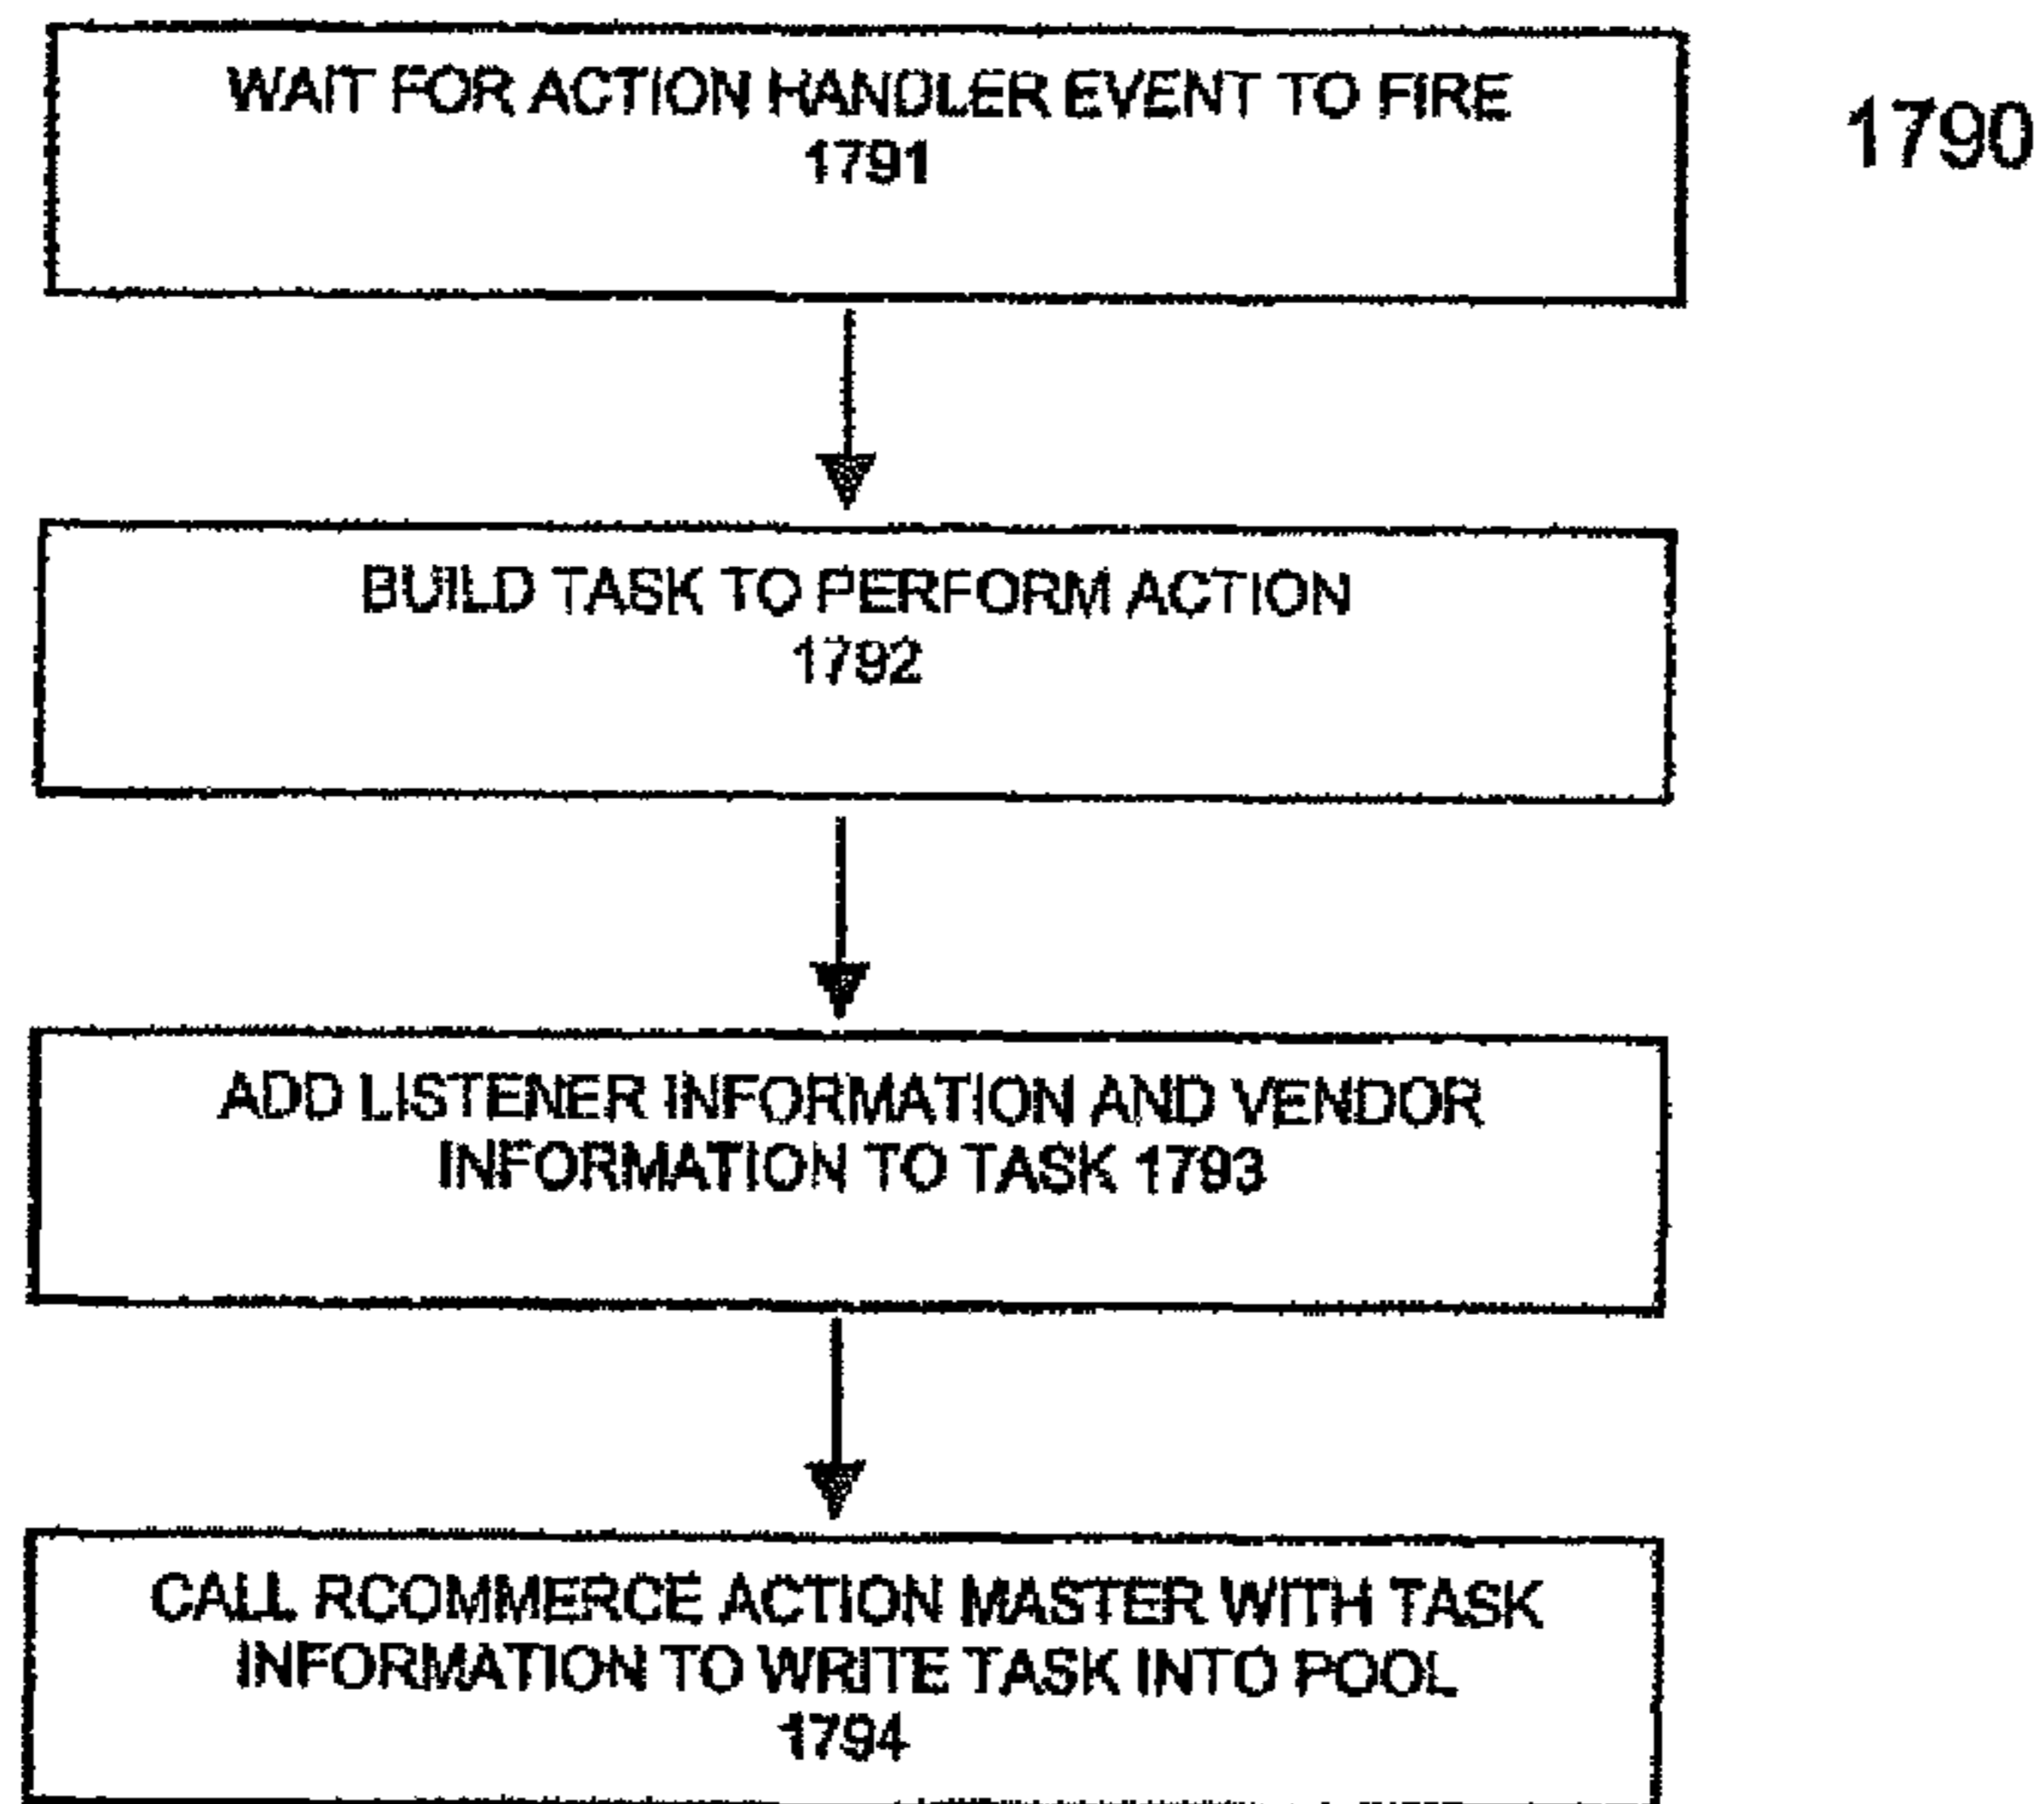 WAIT FOR ACTION HANDLER EVENT TO FIRE
1791
1790
BUILD TASK TO PERFORM ACTION
1792
ADD LISTENER INFORMATION AND VENDOR
INFORMATION TO TASK 1793
CALL RCOMMERCE ACTION MASTER WITH TASK
INFORMATION TO WRITE TASK INTO POOL
1794